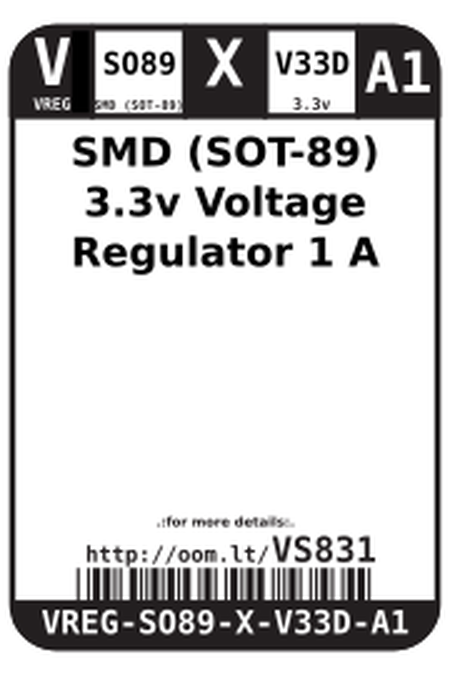 V S089 X V33D A1
VREG SMD (SOT-89) 3.3v
SMD (SOT-89)
3.3v Voltage
Regulator 1 A
.:for more details:.
http://oom.lt/VS831
VREG-S089-X-V33D-A1